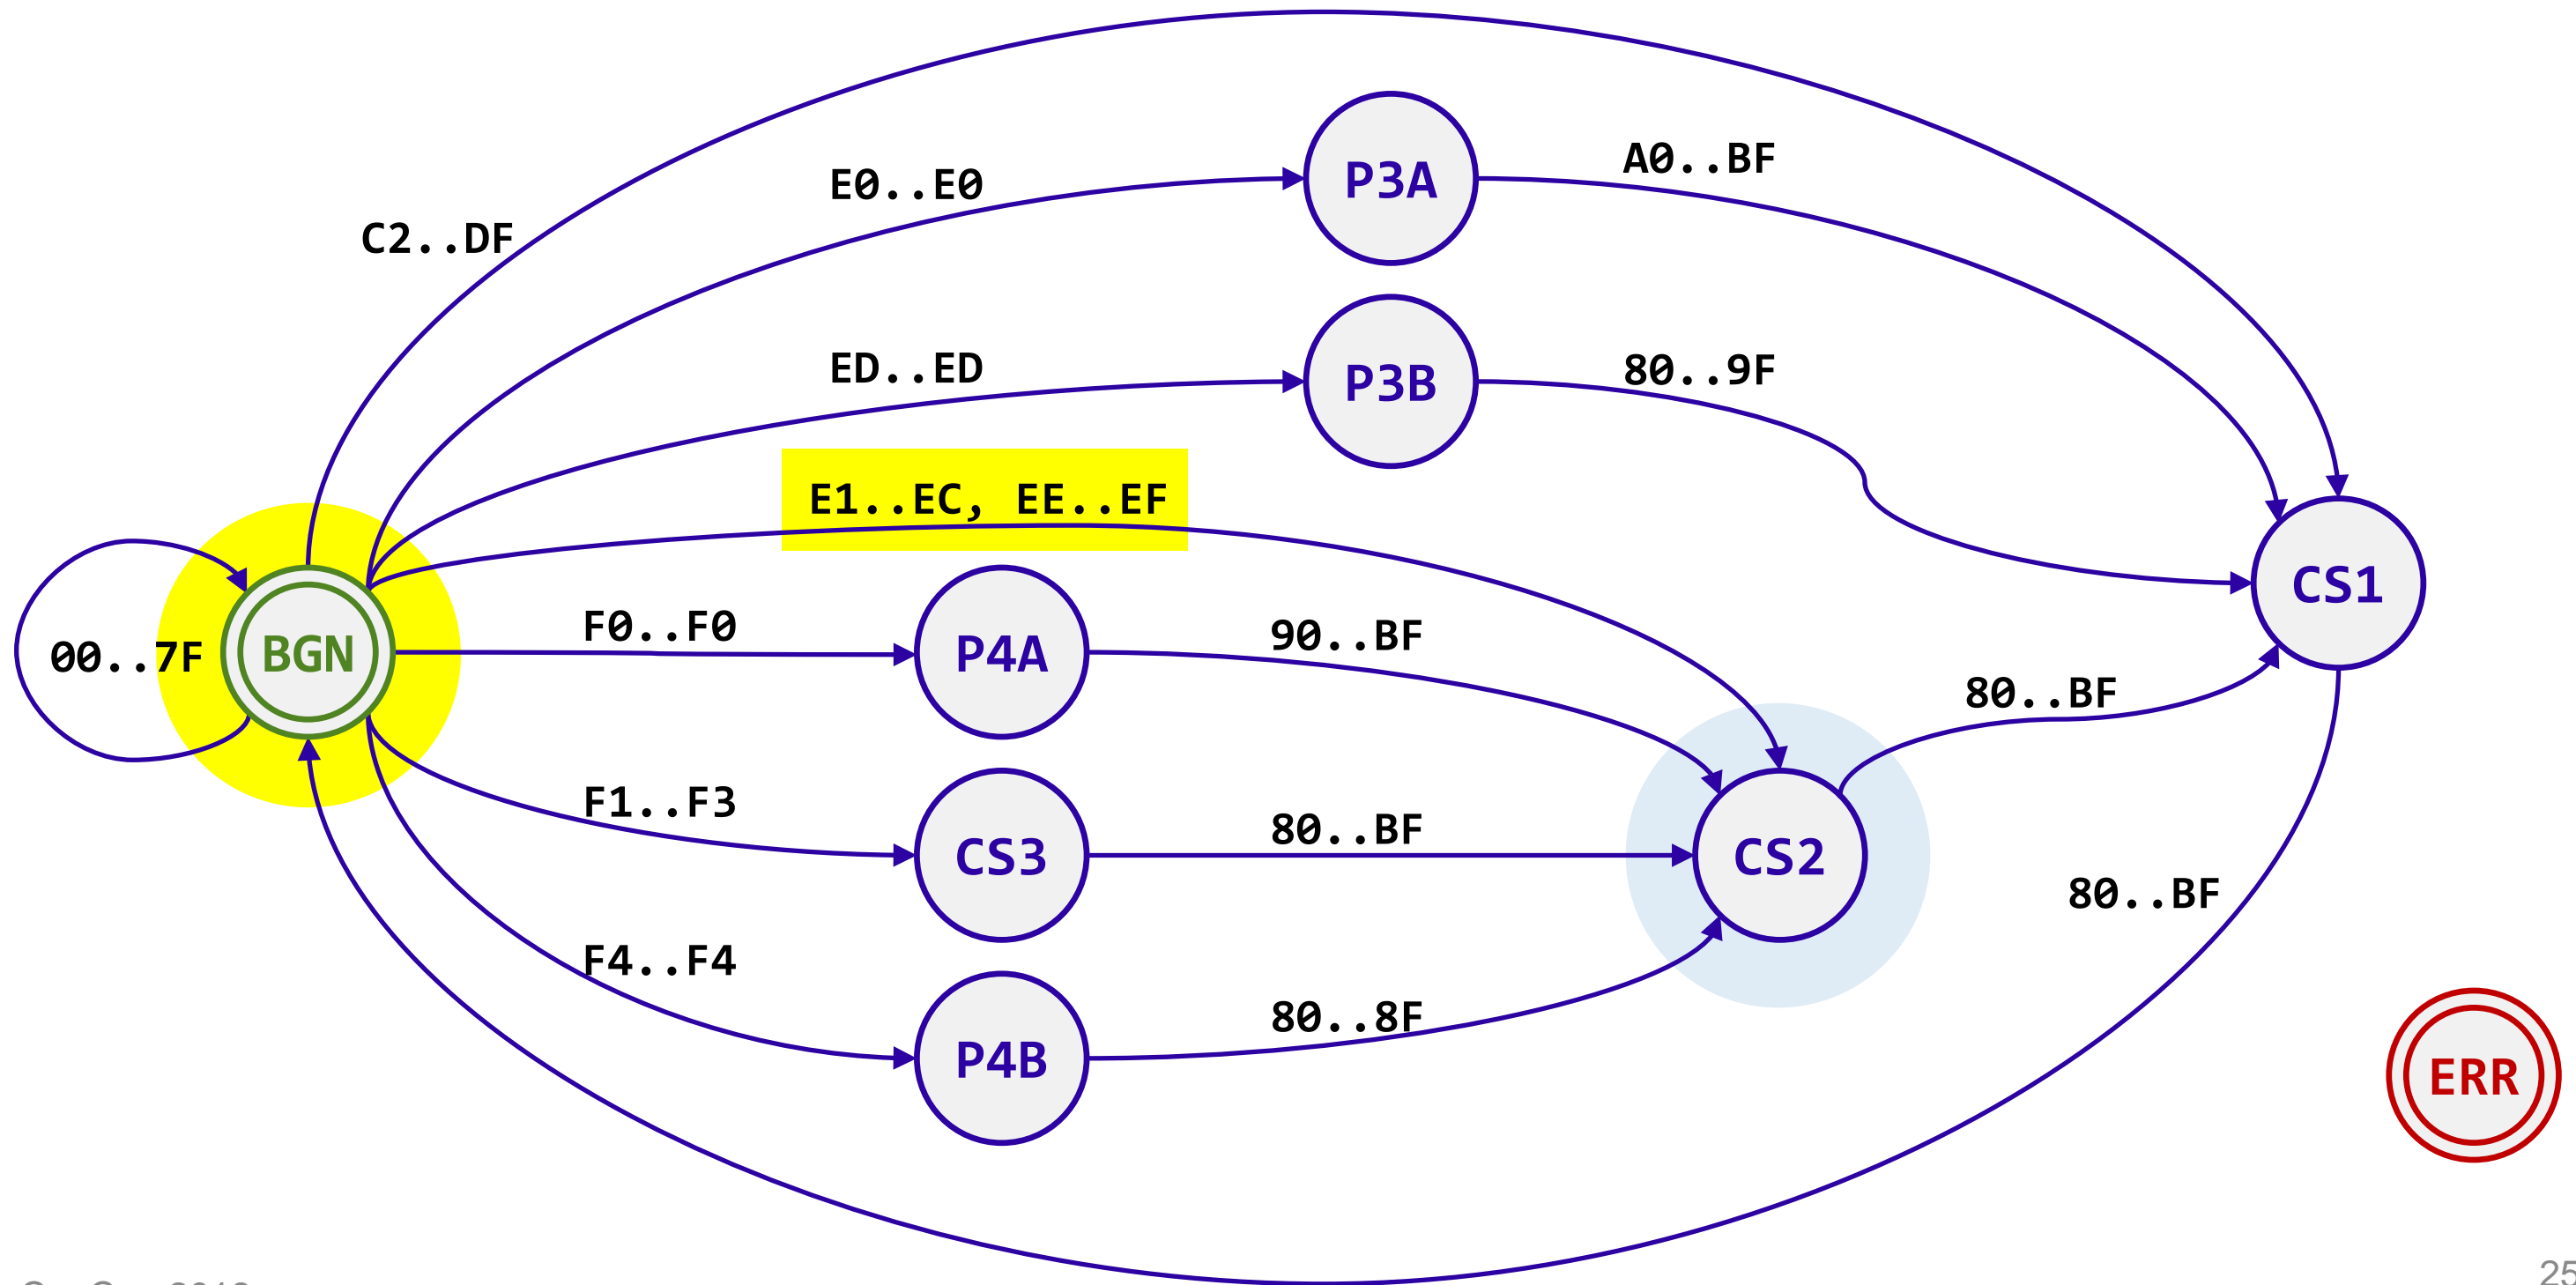 C2..DF
E0..E0
P3A
A0..BF
ED..ED
P3B
80..9F
E1..EC, EE..EF
00..7F
BGN
F0..F0
P4A
90..BF
CS1
80..BF
F1..F3
CS3
80..BF
CS2
80..BF
F4..F4
P4B
80..8F
ERR
25